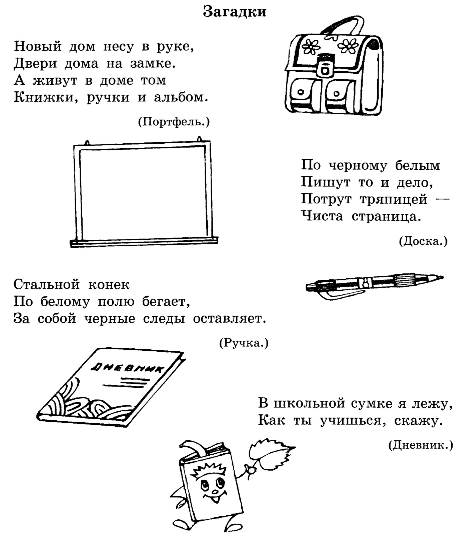 Загадки
Новый дом несу в руке,
Двери дома на замке.
А живут в доме том
Книжки, ручки и альбом.
(Портфель.)
По черному белым
Пишут то и дело,
Потрут тряпицей —
Чиста страница.
(Доска.)
Стальной конек
По белому полю бегает,
За собой черные следы оставляет.
(Ручка.)
ДНЕВНИК
В школьной сумке я лежу,
Как ты учишься, скажу.
(Дневник.)